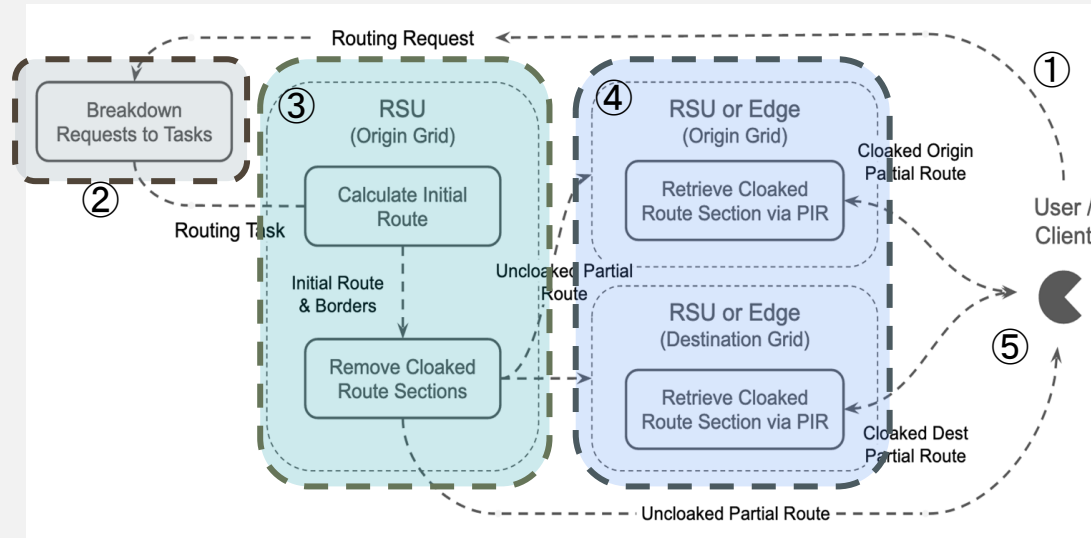 Routing Request
①
Breakdown
Requests to Tasks
②
Routing Task
③
RSU
(Origin Grid)
Calculate Initial
Route
Initial Route
& Borders
Remove Cloaked
Route Sections
Uncloaked Partial
Route
④
RSU or Edge
(Origin Grid)
Retrieve Cloaked
Route Section via PIR
RSU or Edge
(Destination Grid)
Retrieve Cloaked
Route Section via PIR
Cloaked Origin
Partial Route
User /
Client
⑤
Cloaked Dest
Partial Route
Uncloaked Partial Route